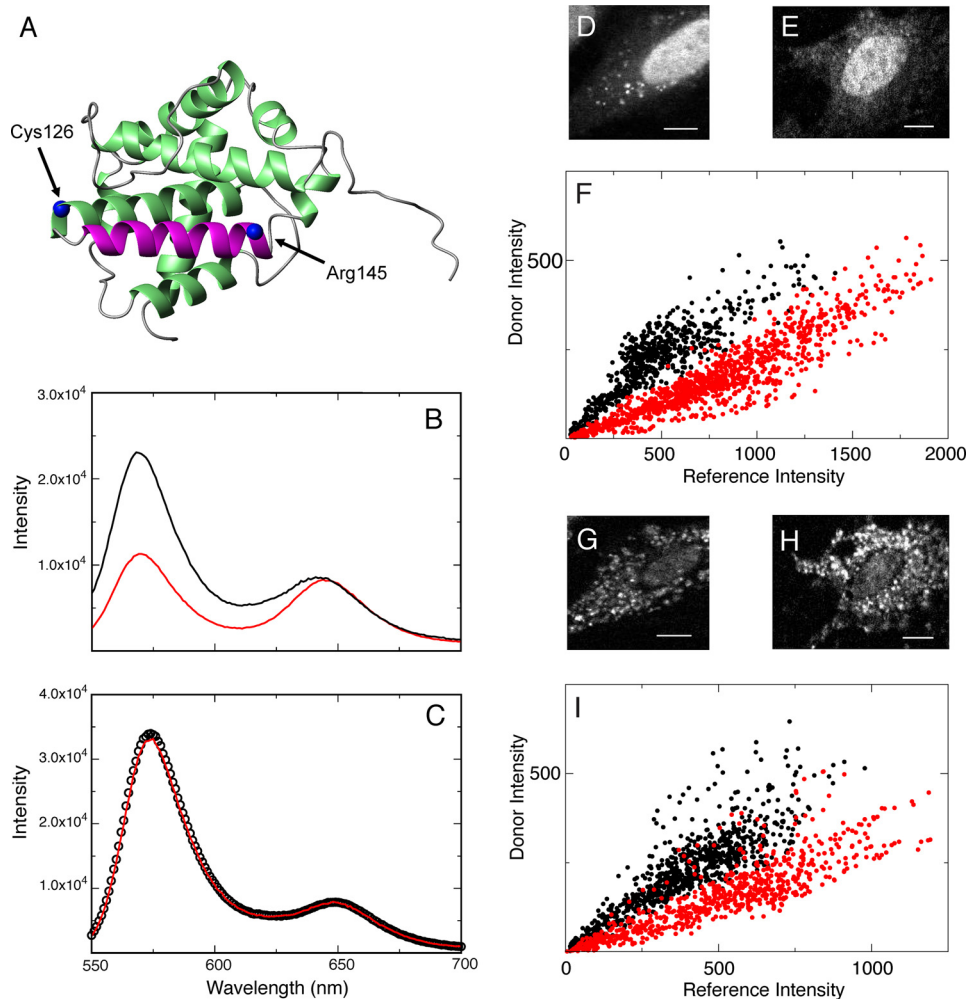 A
Cys126
Arg145
B
3.0x10⁴
2.0x10⁴
1.0x10⁴
Intensity
C
4.0x10⁴
3.0x10⁴
2.0x10⁴
1.0x10⁴
Intensity
550 600 650 700
Wavelength (nm)
D
E
F
500
Donor Intensity
0 500 1000 1250 1500 2000
Reference Intensity
G
H
I
500
Donor Intensity
0 500 1000
Reference Intensity